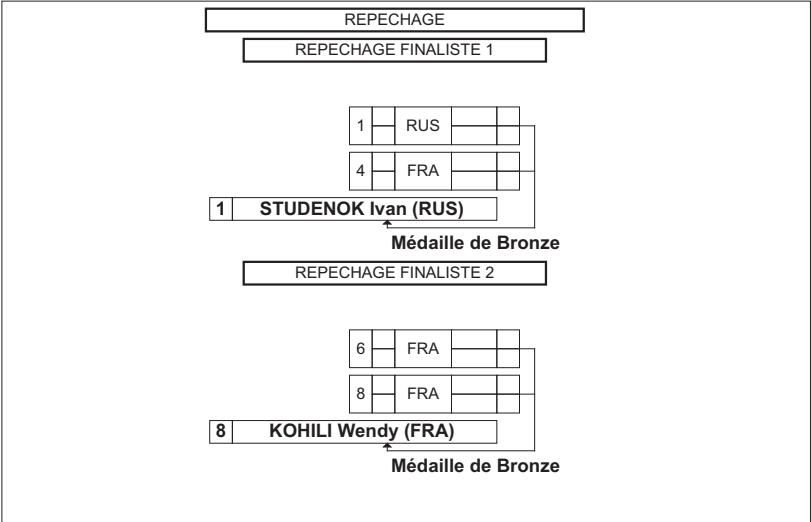 REPECHAGE
REPECHAGE FINALISTE 1
1 RUS
4 FRA
1 STUDENOK Ivan (RUS)
Médaille de Bronze
REPECHAGE FINALISTE 2
6 FRA
8 FRA
8 KOHILI Wendy (FRA)
Médaille de Bronze